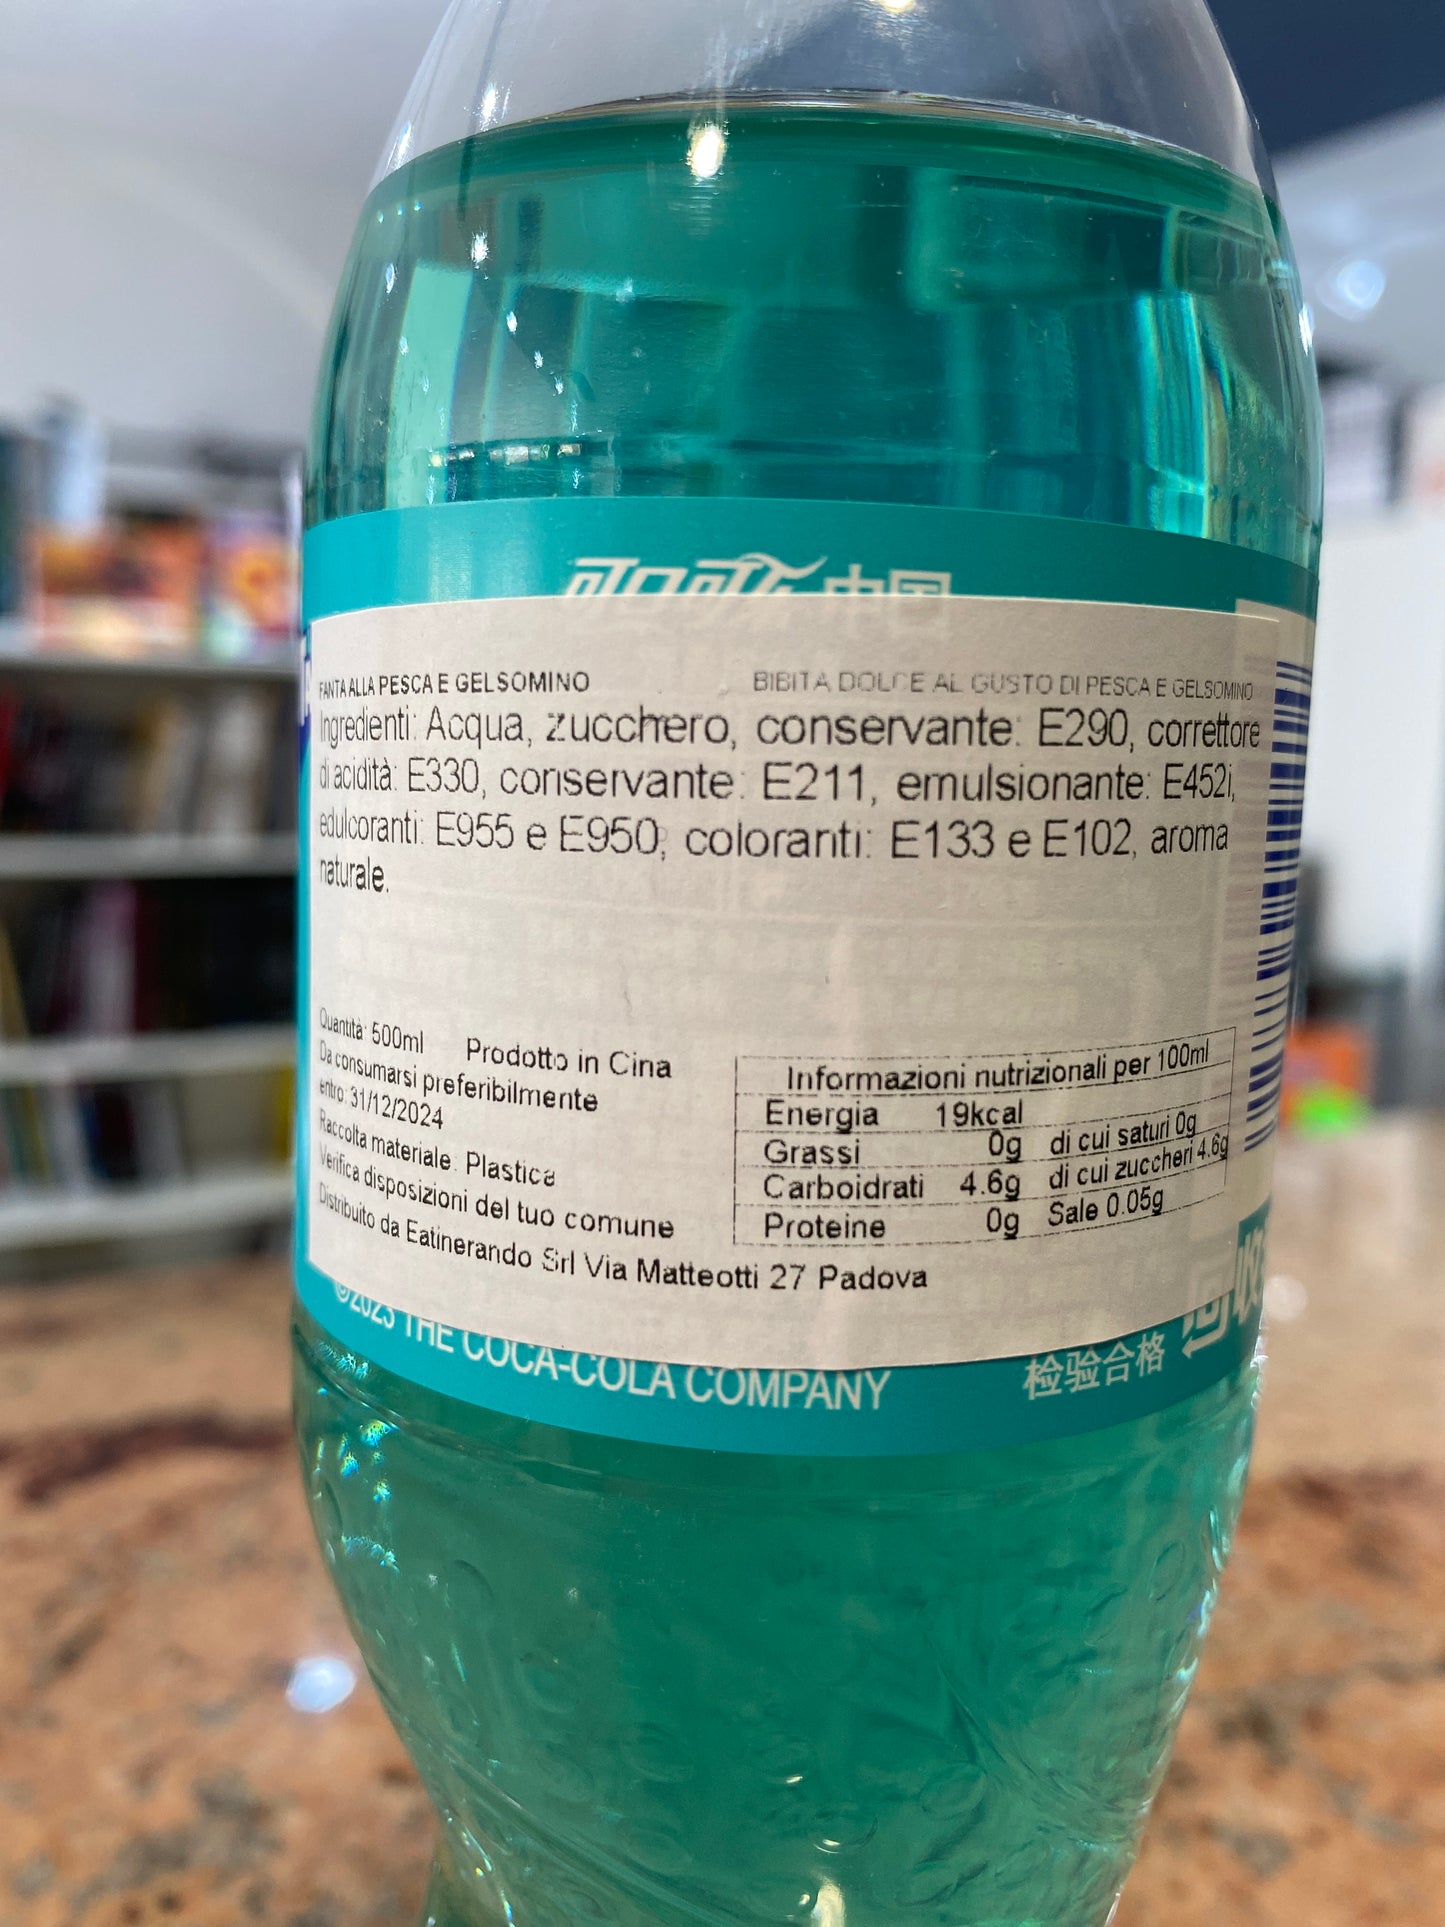 可口可乐 中国
FANTA ALLA PESCA E GELSOMINO BIBITA DOLCE AL GUSTO DI PESCA E GELSOMINO
Ingredienti: Acqua, zucchero, conservante: E290, correttore
di acidità: E330, conservante: E211, emulsionante: E452i,
edulcoranti: E955 e E950, coloranti: E133 e E102, aroma
naturale.
Quantità: 500ml Prodotto in Cina
Da consumarsi preferibilmente
entro: 31/12/2024
Raccolta materiale: Plastica
Verifica disposizioni del tuo comune
Distribuito da Eatinerando Srl Via Matteotti 27 Padova
Informazioni nutrizionali per 100ml
Energia 19kcal
Grassi 0g di cui saturi 0g
Carboidrati 4.6g di cui zuccheri 4.6g
Proteine 0g Sale 0.05g
©2023 THE COCA-COLA COMPANY
检验合格
回收